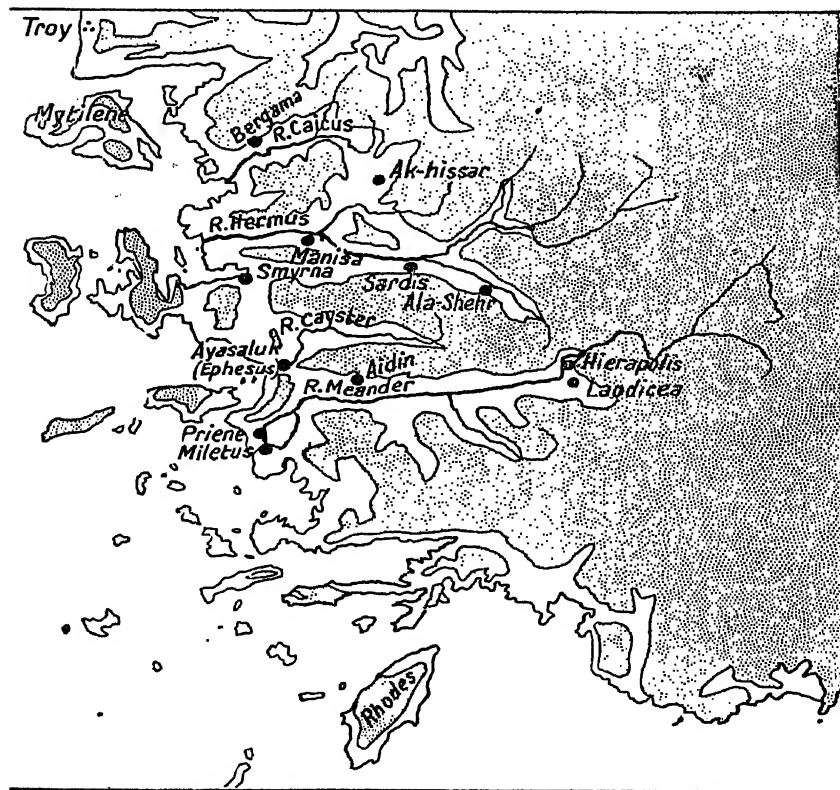 Troy
Mytilene
Bergama
R. Caicus
Ak-hissar
R. Hermus
Manisa
Smyrna
Sardis
Ala-Shehr
R. Cayster
Ayasaluk
(Ephesus)
Aidin
R. Meander
Hierapolis
Laodicea
Priene
Miletus
Rhodes